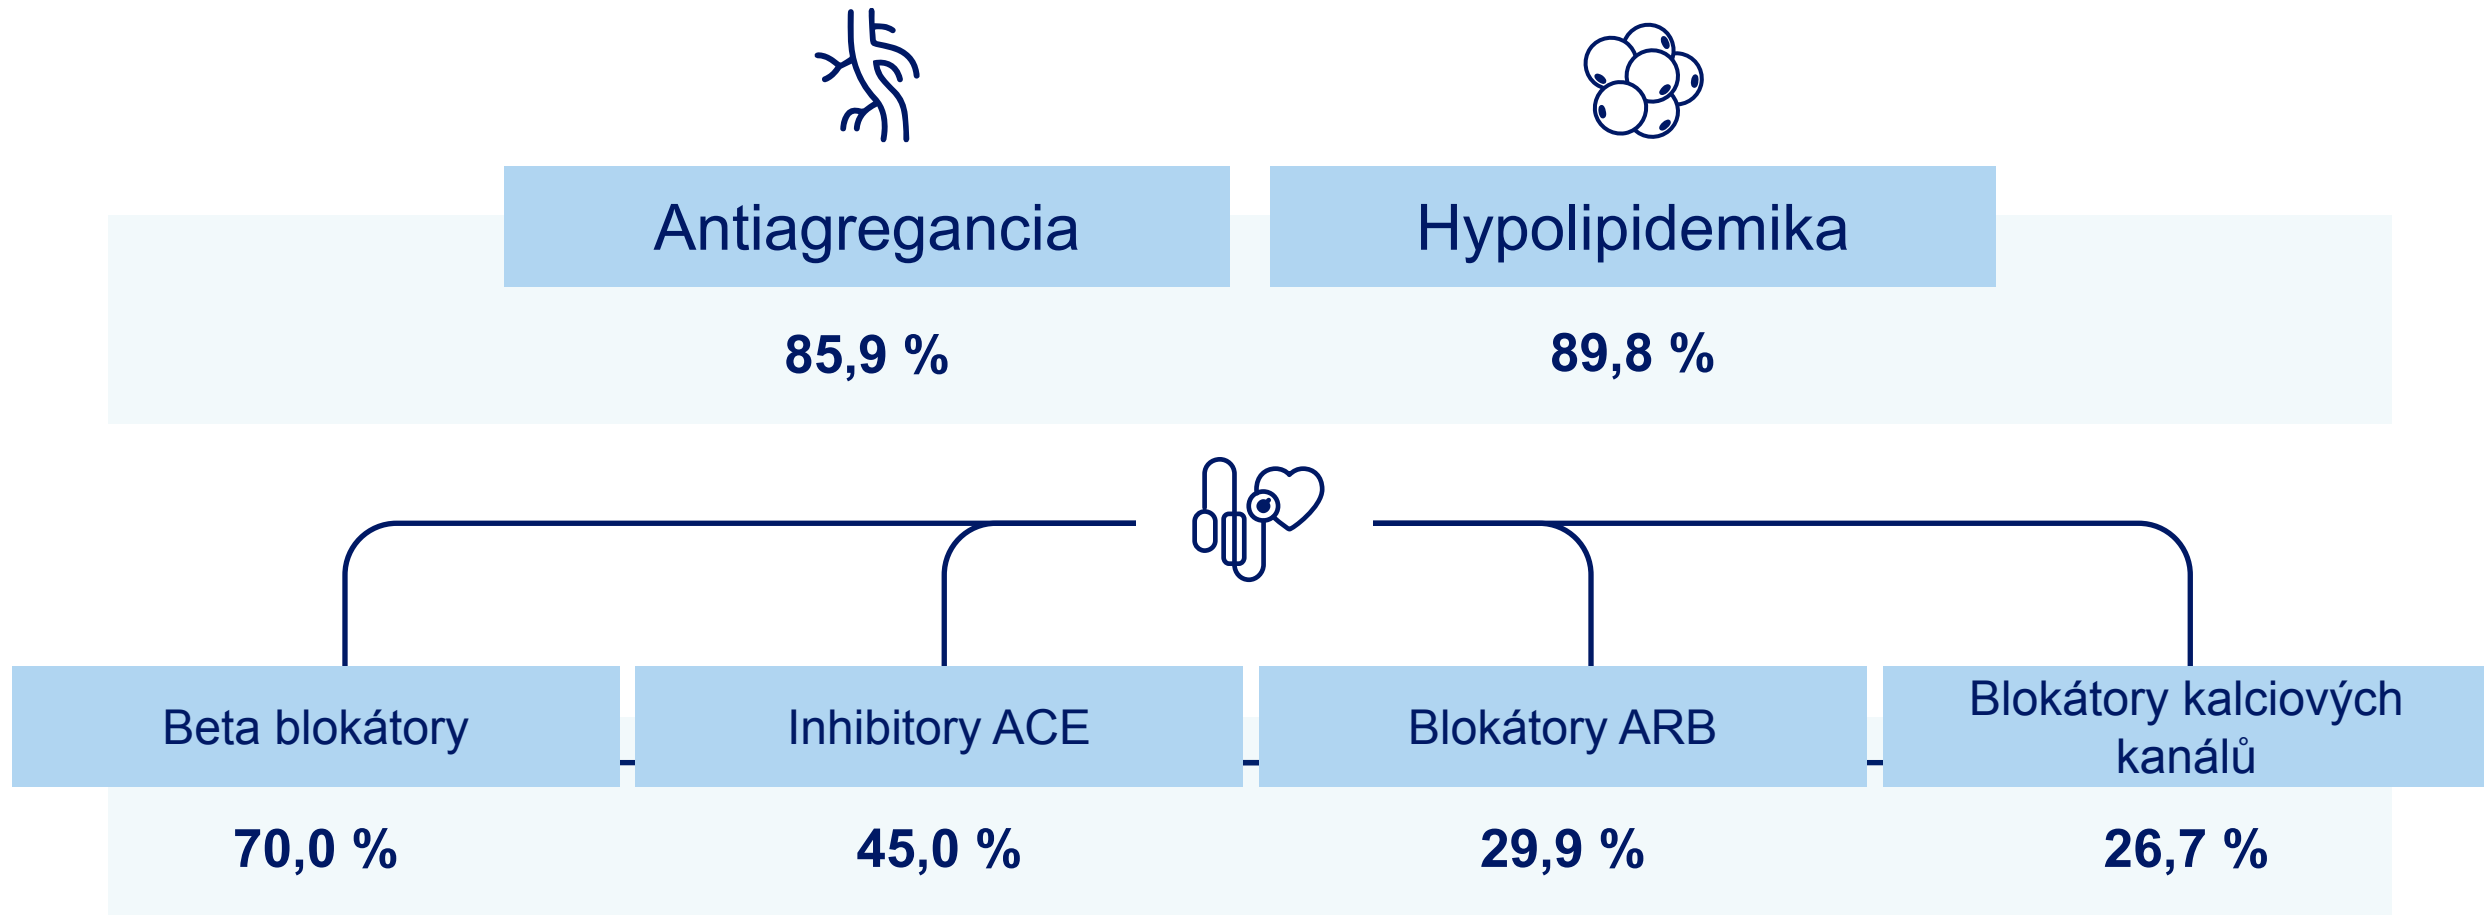 Antiagregancia
Hypolipidemika
85,9 %
89,8 %
Beta blokátory
Inhibitory ACE
Blokátory ARB
Blokátory kalciových
kanálů
70,0 %
45,0 %
29,9 %
26,7 %